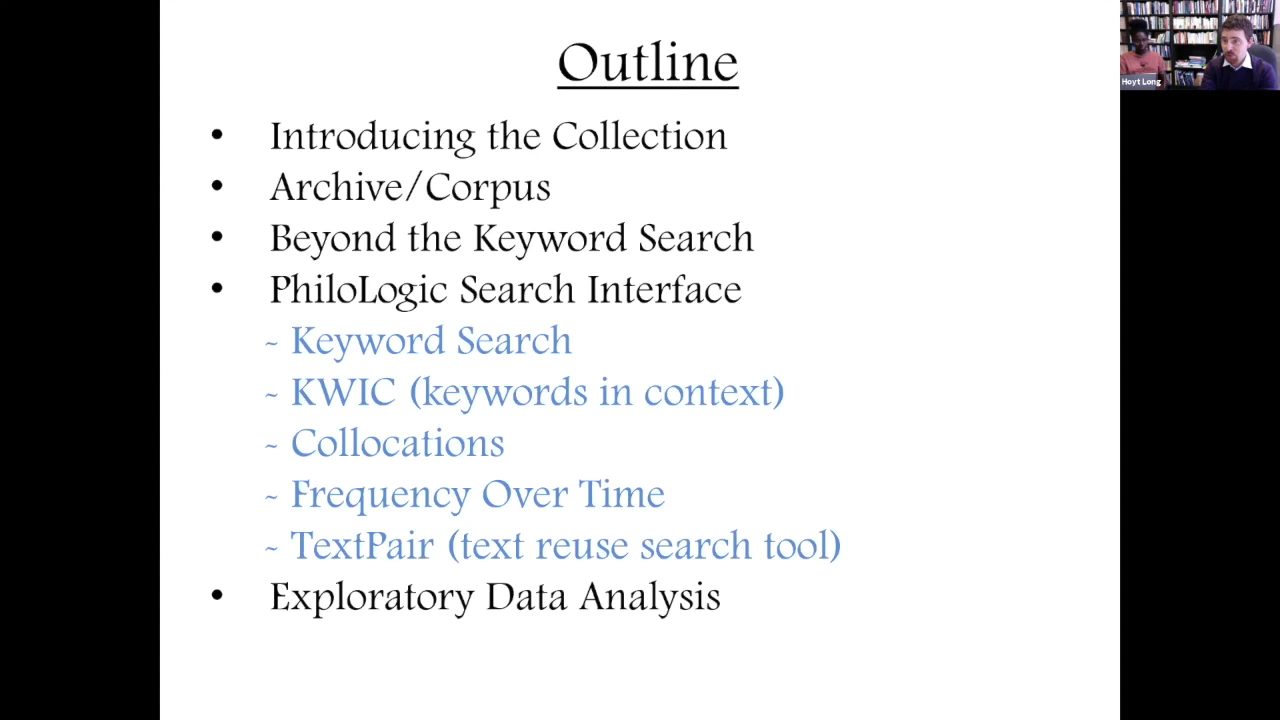 Outline
• Introducing the Collection
• Archive/Corpus
• Beyond the Keyword Search
• PhiloLogic Search Interface
- Keyword Search
- KWIC (keywords in context)
- Collocations
- Frequency Over Time
- TextPair (text reuse search tool)
• Exploratory Data Analysis
Hoyt Long